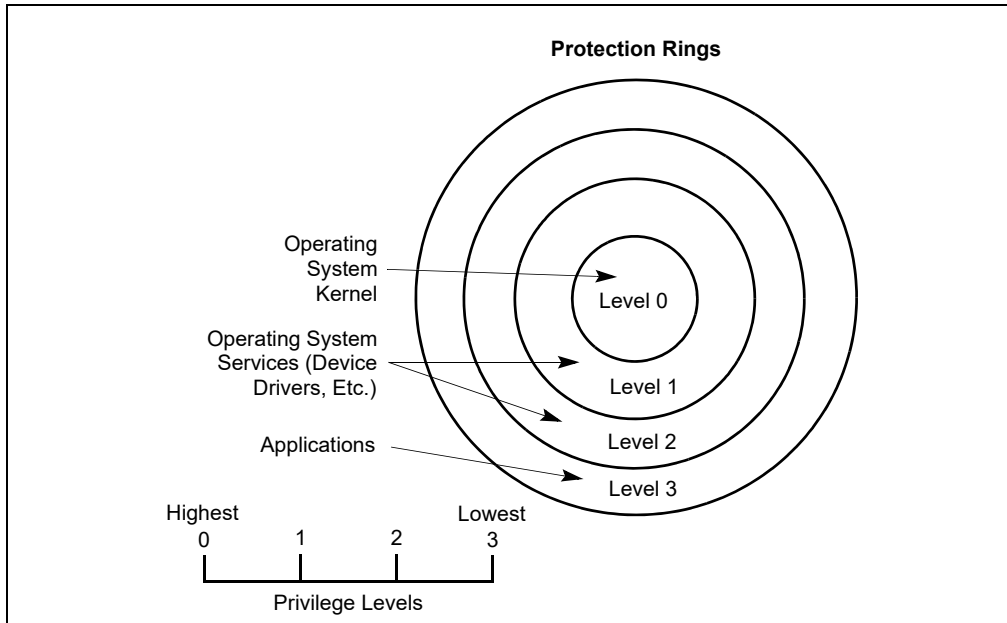 Protection Rings
Operating
System
Kernel
Level 0
Operating System
Services (Device
Drivers, Etc.)
Level 1
Level 2
Applications
Level 3
Highest
Lowest
0
1
2
3
Privilege Levels